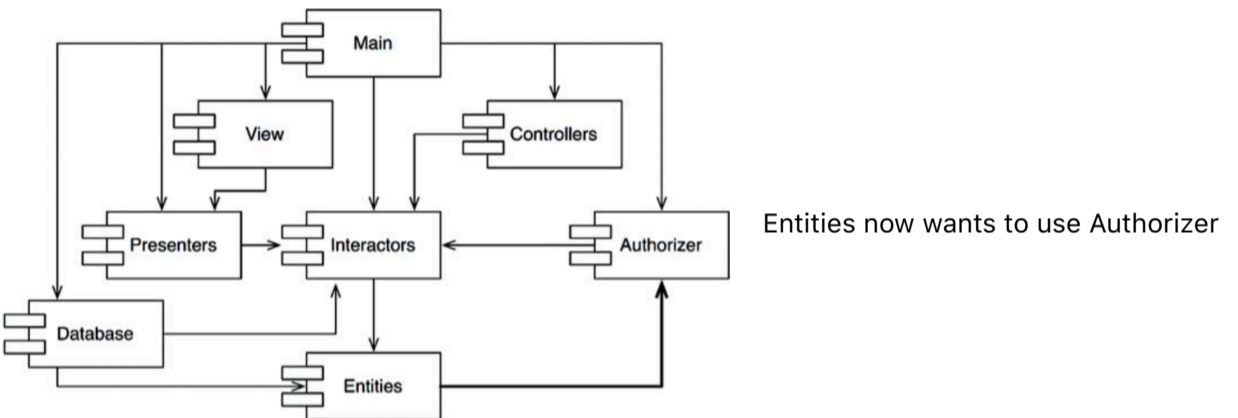 Main
View
Controllers
Entities now wants to use Authorizer
Presenters
Interactors
Authorizer
Database
Entities